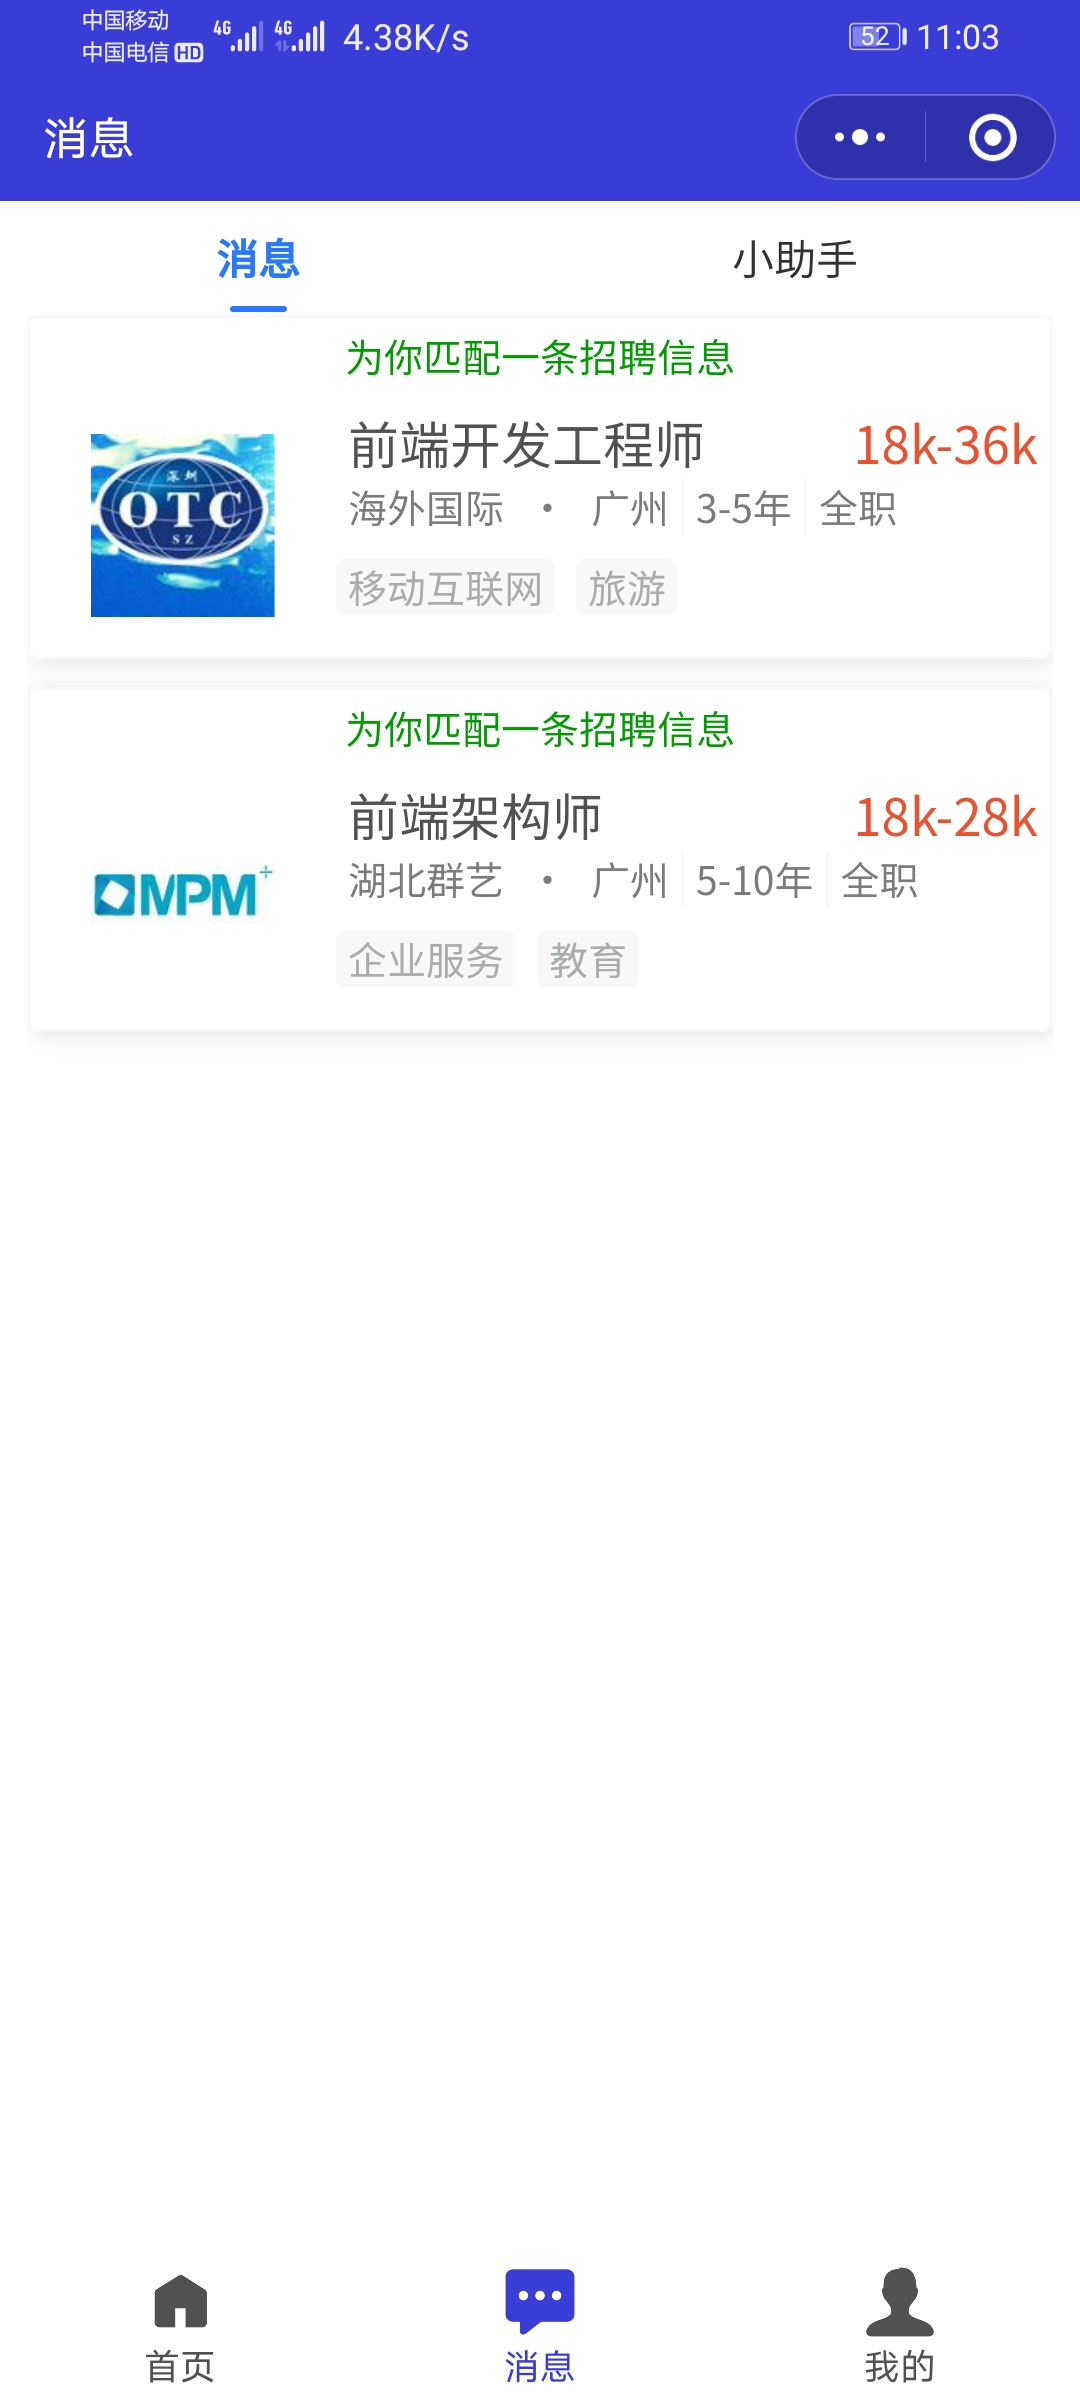 中国移动
中国电信 HD 4G 4G 4.38K/s 52 11:03
消息
消息 小助手
为你匹配一条招聘信息
前端开发工程师 18k-36k
海外国际 · 广州 3-5年 全职
移动互联网 旅游
深圳
OTC
SZ
为你匹配一条招聘信息
前端架构师 18k-28k
湖北群艺 · 广州 5-10年 全职
MPM+
企业服务 教育
首页 消息 我的